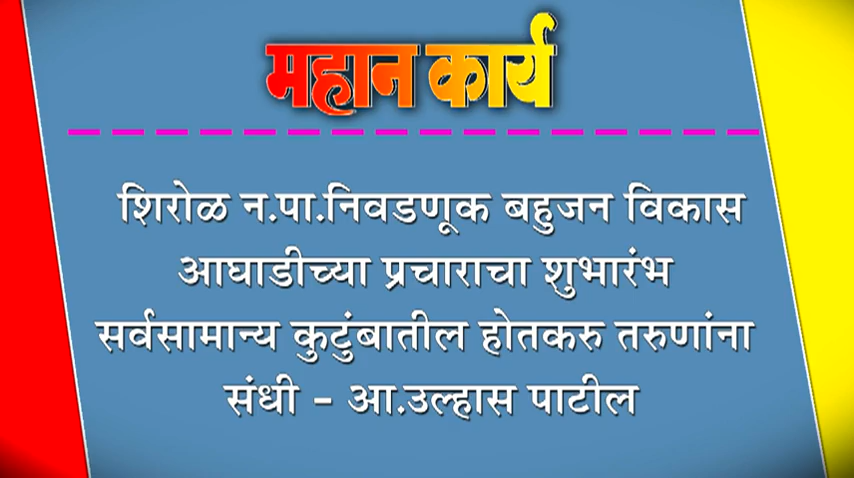 महान कार्य
शिरोळ न.पा.निवडणूक बहुजन विकास
आघाडीच्या प्रचाराचा शुभारंभ
सर्वसामान्य कुटुंबातील होतकरु तरुणांना
संधी - आ.उल्हास पाटील